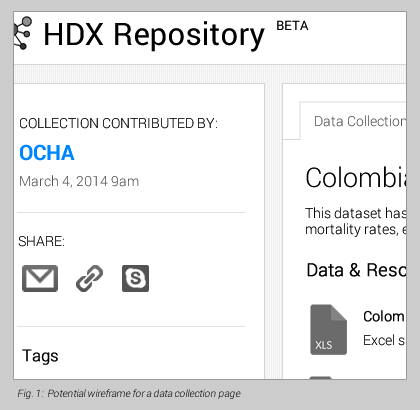 HDX Repository BETA
COLLECTION CONTRIBUTED BY:
OCHA
March 4, 2014 9am
SHARE:
Tags
Data Collection
Colombia
This dataset has
mortality rates, e
Data & Reso
XLS
Colom
Excel s
Fig. 1: Potential wireframe for a data collection page